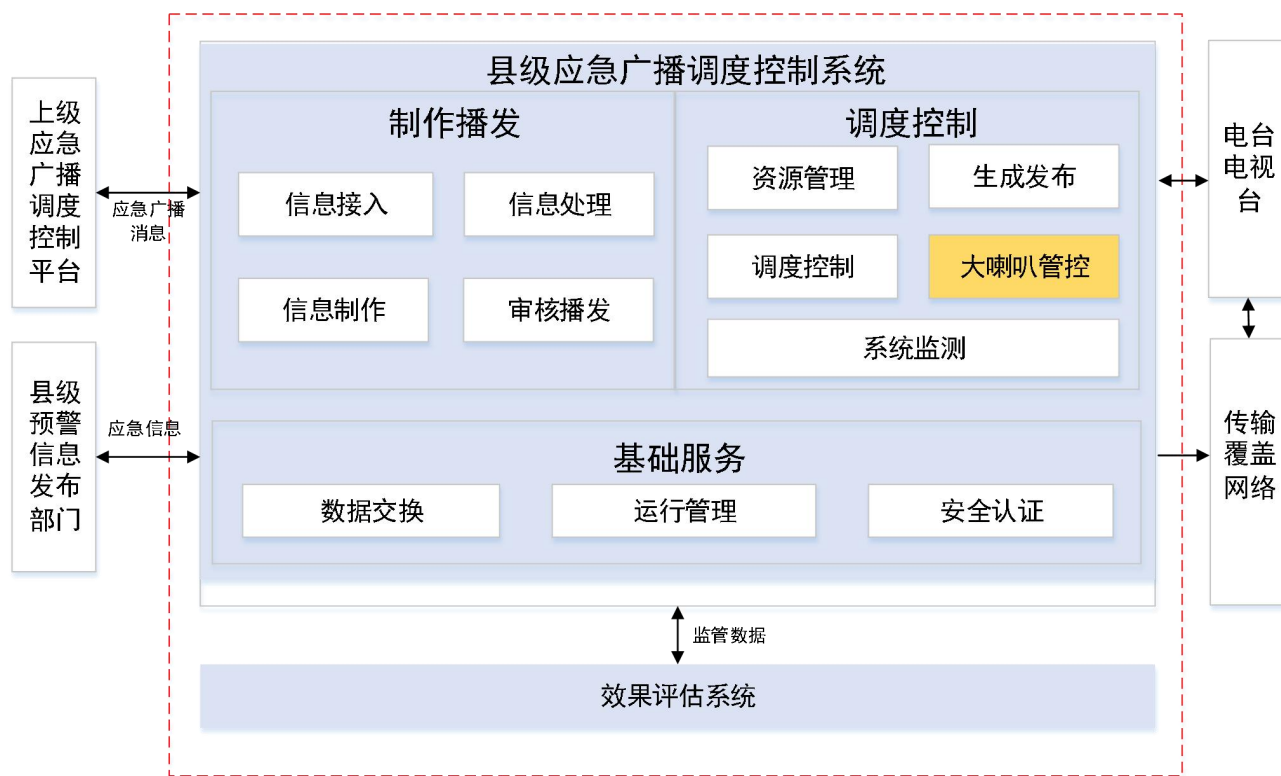 上级
应急
广播
调度
控制
平台
应急广播
消息
县级
预警
信息
发布
部门
应急信息
县级应急广播调度控制系统
制作播发
信息接入
信息处理
信息制作
审核播发
调度控制
资源管理
生成发布
调度控制
大喇叭管控
系统监测
基础服务
数据交换
运行管理
安全认证
监管数据
效果评估系统
电台
电视
台
传输
覆盖
网络